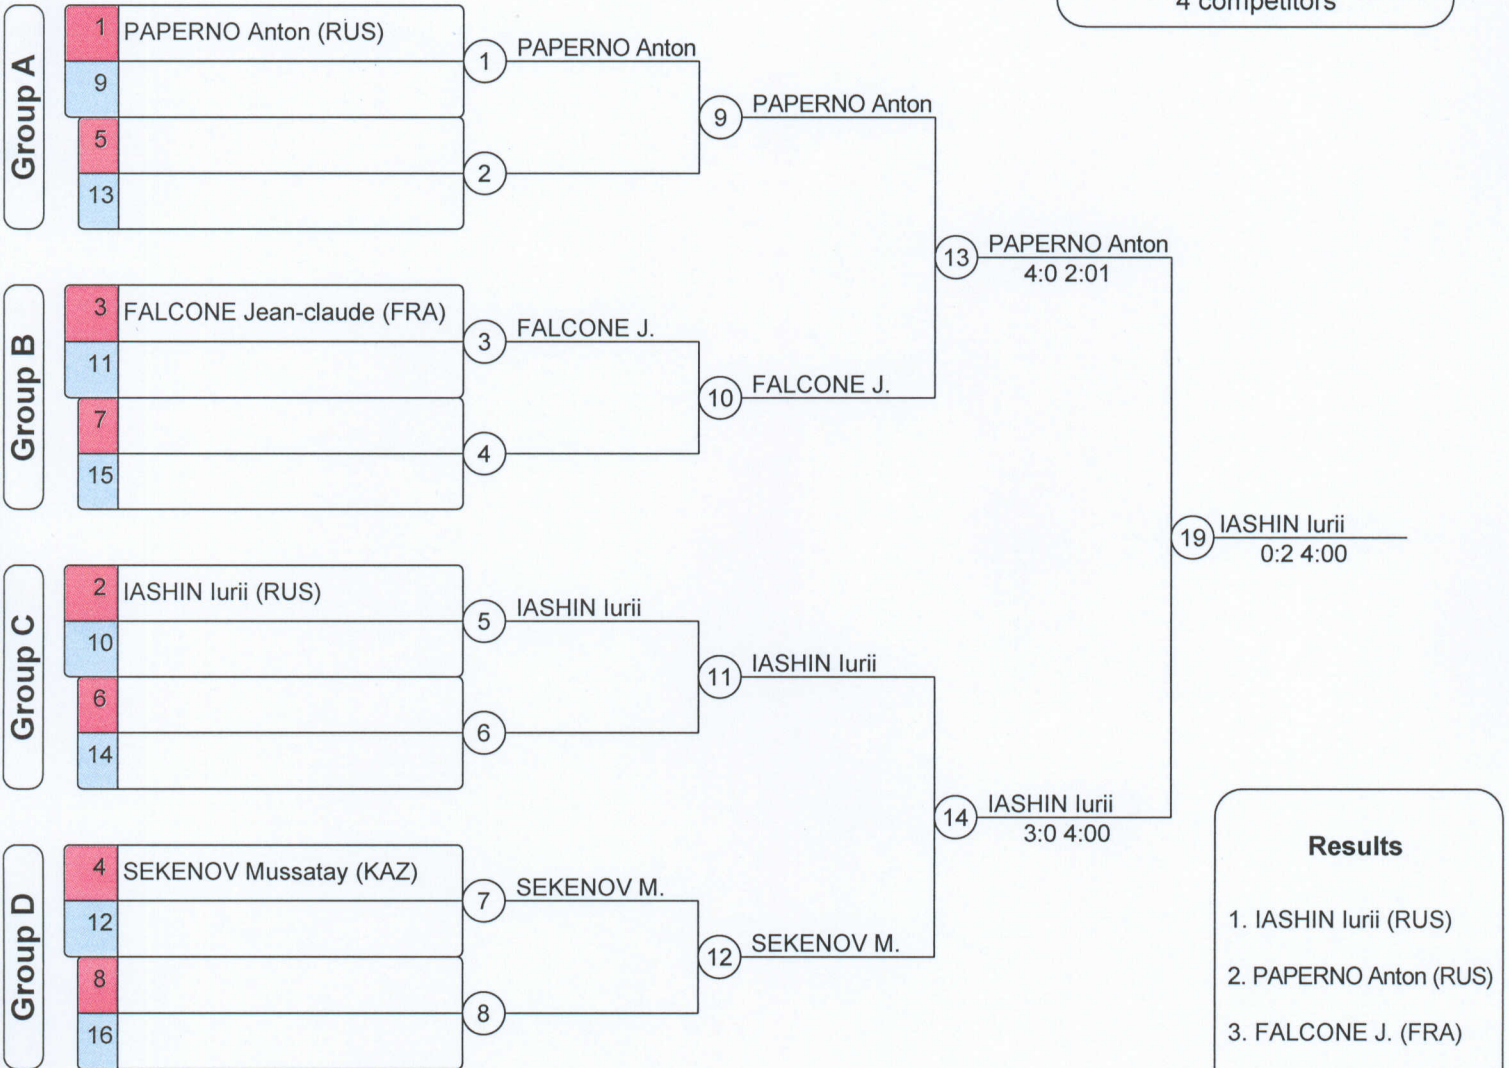 4 competitors
Group A
1 PAPERNO Anton (RUS)
9
5
13
1 PAPERNO Anton
2
9 PAPERNO Anton
Group B
3 FALCONE Jean-claude (FRA)
11
7
15
3 FALCONE J.
4
10 FALCONE J.
13 PAPERNO Anton
4:0 2:01
Group C
2 IASHIN Iurii (RUS)
10
6
14
5 IASHIN Iurii
6
11 IASHIN Iurii
Group D
4 SEKENOV Mussatay (KAZ)
12
8
16
7 SEKENOV M.
8
12 SEKENOV M.
14 IASHIN Iurii
3:0 4:00
19 IASHIN Iurii
0:2 4:00
Results
1. IASHIN Iurii (RUS)
2. PAPERNO Anton (RUS)
3. FALCONE J. (FRA)